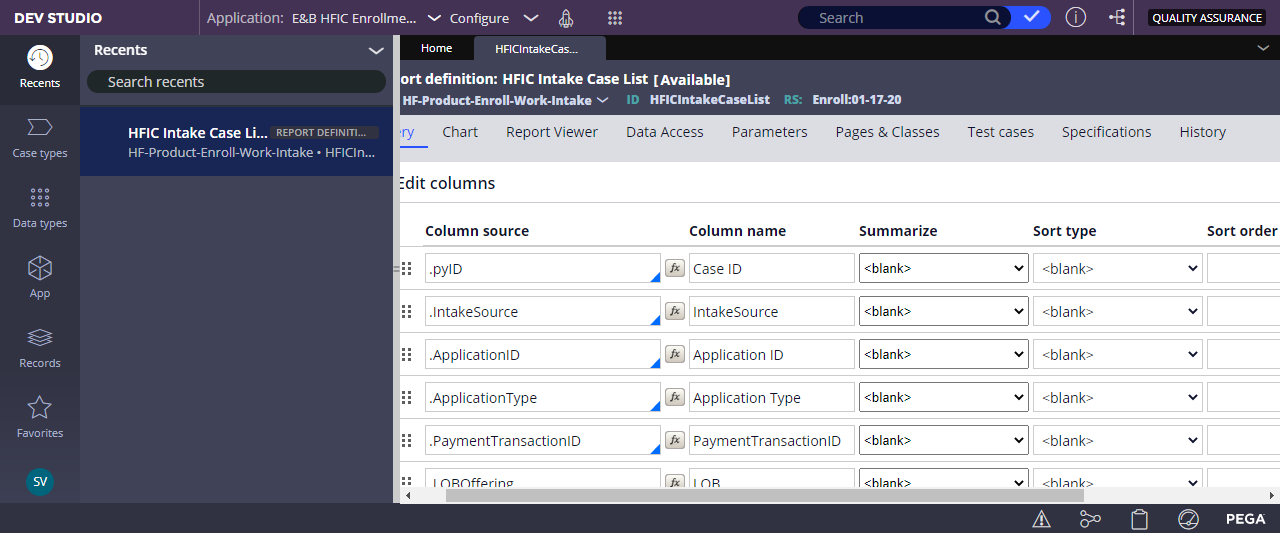 DEV STUDIO
Application: E&B HFIC Enrollme...
Configure
Search
QUALITY ASSURANCE
Recents
Case types
Data types
App
Records
Favorites
SV
Recents
Search recents
HFIC Intake Case Li... REPORT DEFINITI...
HF-Product-Enroll-Work-Intake • HFICIn...
Home
HFICIntakeCas...
ort definition: HFIC Intake Case List [Available]
HF-Product-Enroll-Work-Intake ID HFICIntakeCaseList RS: Enroll:01-17-20
ry Chart Report Viewer Data Access Parameters Pages & Classes Test cases Specifications History
Edit columns
Column source Column name Summarize Sort type Sort order
.pyID fx Case ID <blank> <blank>
.IntakeSource fx IntakeSource <blank> <blank>
.ApplicationID fx Application ID <blank> <blank>
.ApplicationType fx Application Type <blank> <blank>
.PaymentTransactionID fx PaymentTransactionID <blank> <blank>
.LOBOffering fx LOB <blank> <blank>
PEGA